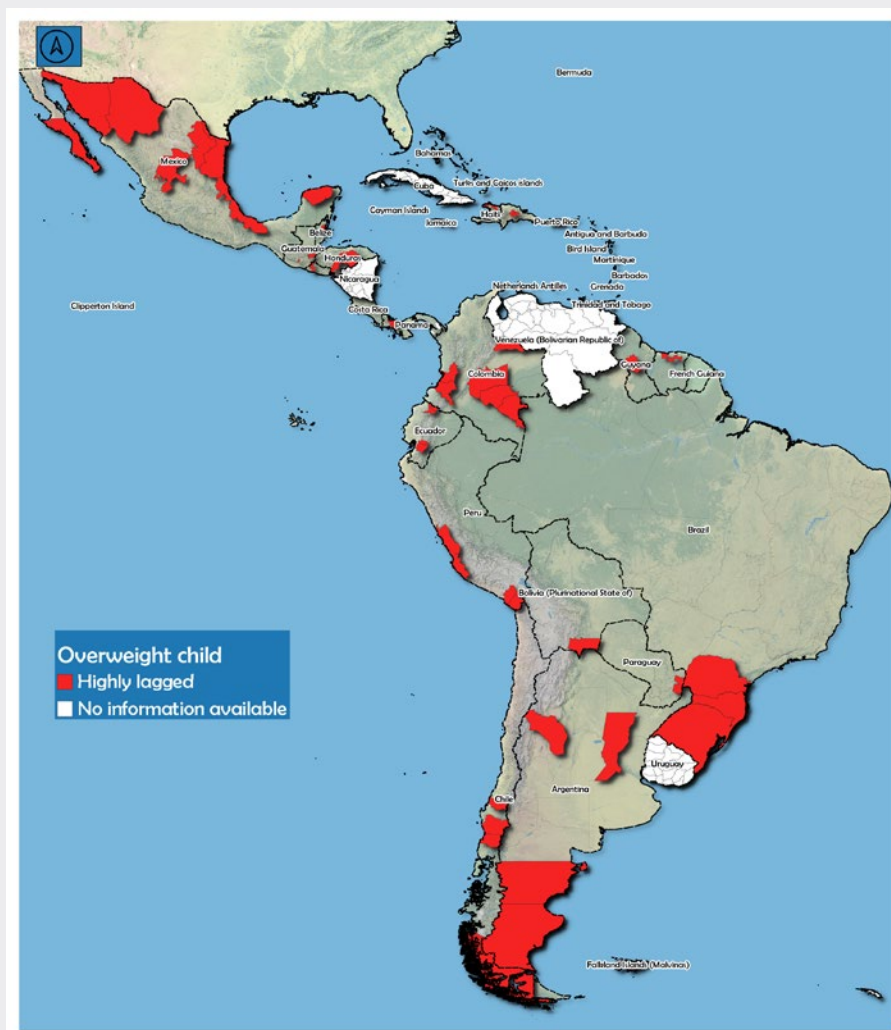 Bermuda
Bahamas
Mexico
Cuba
Turin and Caicos Islands
Cayman Islands
Jamaica
Haiti
Puerto Rico
Belize
Antigua and Barbuda
Guatemala
Honduras
Bird Island
Martinique
Nicaragua
Barbados
Netherlands Antilles
Grenada
Clipperton Island
Costa Rica
Trinidad and Tobago
Panama
Venezuela (Bolivarian Republic of)
Guyana
Colombia
French Guiana
Ecuador
Peru
Brazil
Bolivia (Plurinational State of)
Overweight child
Highly lagged
No information available
Paraguay
Uruguay
Argentina
Chile
Falkland Islands (Malvinas)